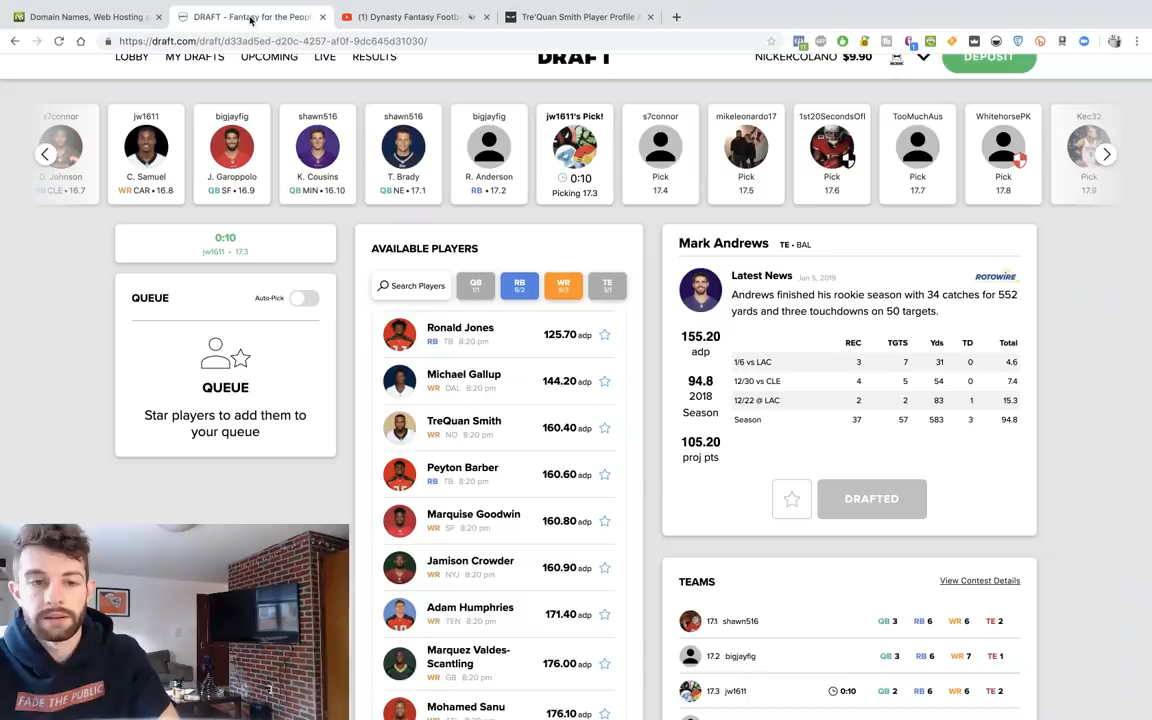 Domain Names, Web Hosting a
DRAFT - Fantasy for the Peopl
(1) Dynasty Fantasy Footb
Tre'Quan Smith Player Profile
https://draft.com/draft/d33ad5ed-d20c-4257-af0f-9dc645d31030/
LOBBY MY DRAFTS UPCOMING LIVE RESULTS
DRAFT
NICKERCOLANO $9.90
DEPOSIT
s7connor
D. Johnson
RB CLE • 16.7
jw1611
C. Samuel
WR CAR • 16.8
bigjayfig
J. Garoppolo
QB SF • 16.9
shawn516
K. Cousins
QB MIN • 16.10
shawn516
T. Brady
QB NE • 17.1
bigjayfig
R. Anderson
RB • 17.2
jw1611's Pick!
0:10
Picking 17.3
s7connor
Pick
17.4
mikeleonardo17
Pick
17.5
1st20SecondsOfl
Pick
17.6
TooMuchAus
Pick
17.7
WhitehorsePK
Pick
17.8
Kec32
Pick
17.9
0:10
jw1611 • 17.3
QUEUE
Auto-Pick
QUEUE
Star players to add them to
your queue
AVAILABLE PLAYERS
Search Players
QB
1/1
RB
6/2
WR
6/3
TE
3/1
Ronald Jones
RB TB 8:20 pm
125.70 adp
Michael Gallup
WR DAL 8:20 pm
144.20 adp
TreQuan Smith
WR NO 8:20 pm
160.40 adp
Peyton Barber
RB TB 8:20 pm
160.60 adp
Marquise Goodwin
WR SF 8:20 pm
160.80 adp
Jamison Crowder
WR NYJ 8:20 pm
160.90 adp
Adam Humphries
WR TEN 8:20 pm
171.40 adp
Marquez Valdes-
Scantling
WR GB 8:20 pm
176.00 adp
Mohamed Sanu
176.10 adp
Mark Andrews TE • BAL
Latest News Jan 5, 2019
ROTOWIRE
Andrews finished his rookie season with 34 catches for 552
yards and three touchdowns on 50 targets.
155.20
adp
94.8
2018
Season
105.20
proj pts
REC TGTS Yds TD Total
1/6 vs LAC 3 7 31 0 4.6
12/30 vs CLE 4 5 54 0 7.4
12/22 @ LAC 2 2 83 1 15.3
Season 37 57 583 3 94.8
DRAFTED
TEAMS
View Contest Details
17.1 shawn516 QB 3 RB 6 WR 6 TE 2
17.2 bigjayfig QB 3 RB 6 WR 7 TE 1
17.3 jw1611 0:10 QB 2 RB 6 WR 6 TE 2
FADE THE PUBLIC